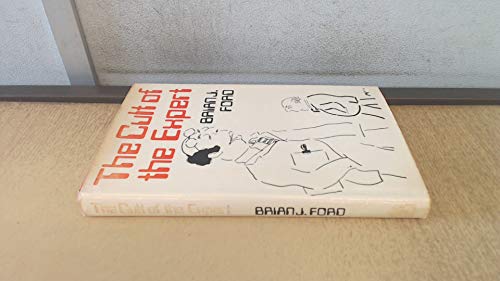 The Cult of
the Expert
BRIAN J.
FORD
The Cult of the Expert
BRIAN J. FORD